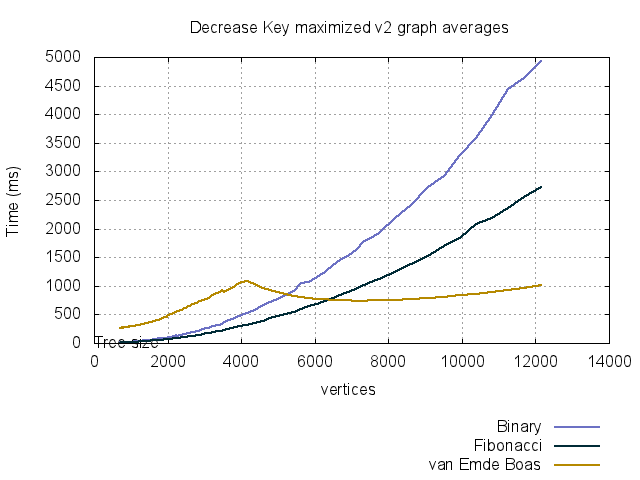 Decrease Key maximized v2 graph averages
5000
4500
4000
3500
3000
2500
2000
1500
1000
500
0
Time (ms)
Tree size
0 2000 4000 6000 8000 10000 12000 14000
vertices
Binary
Fibonacci
van Emde Boas